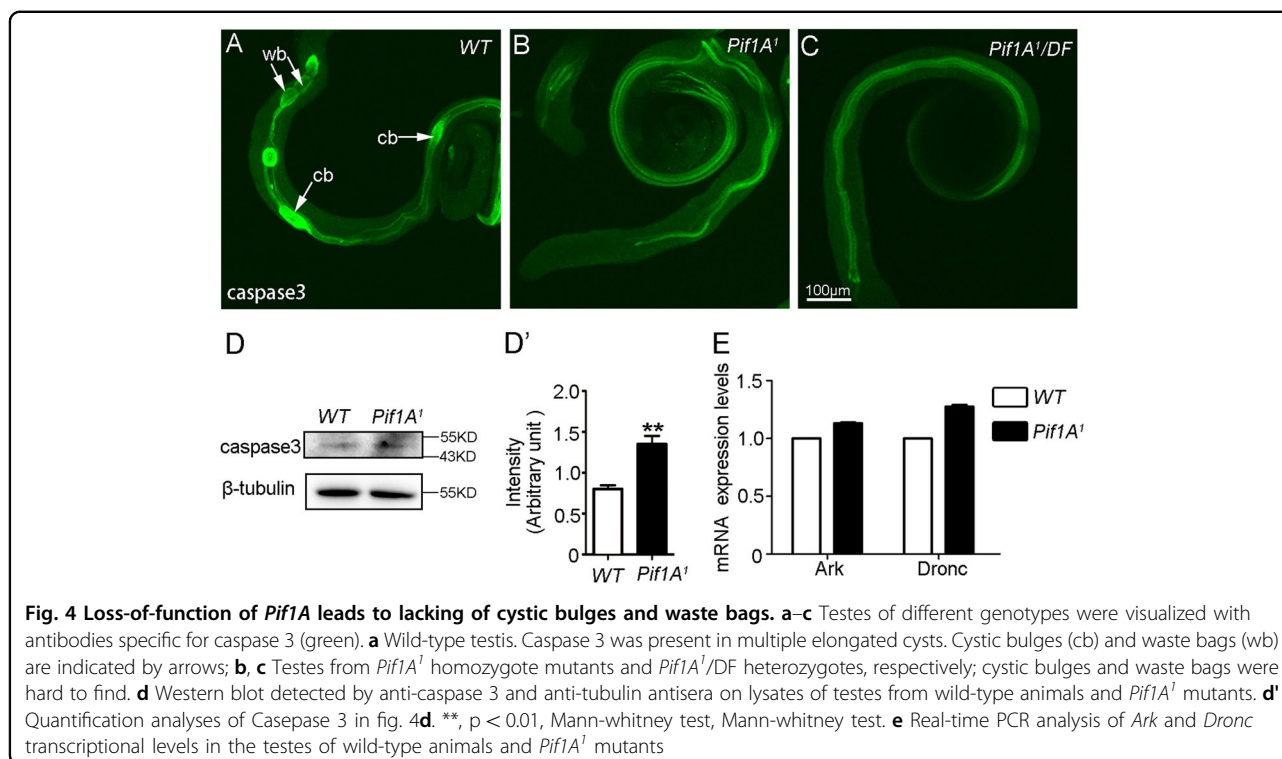 A
WT
wb
cb
cb
caspase3
B
Pif1A¹
C
Pif1A¹/DF
100μm
D
WT Pif1A¹
caspase3
55KD
43KD
β-tubulin
55KD
D'
Intensity
(Arbitrary unit )
2.0
1.5
1.0
0.5
0
**
WT Pif1A¹
E
mRNA expression levels
1.5
1.0
0.5
0
Ark Dronc
WT
Pif1A¹
Fig. 4 Loss-of-function of Pif1A leads to lacking of cystic bulges and waste bags. a–c Testes of different genotypes were visualized with
antibodies specific for caspase 3 (green). a Wild-type testis. Caspase 3 was present in multiple elongated cysts. Cystic bulges (cb) and waste bags (wb)
are indicated by arrows; b, c Testes from Pif1A¹ homozygote mutants and Pif1A¹/DF heterozygotes, respectively; cystic bulges and waste bags were
hard to find. d Western blot detected by anti-caspase 3 and anti-tubulin antisera on lysates of testes from wild-type animals and Pif1A¹ mutants. d'
Quantification analyses of Casepase 3 in fig. 4d. **, p < 0.01, Mann-whitney test, Mann-whitney test. e Real-time PCR analysis of Ark and Dronc
transcriptional levels in the testes of wild-type animals and Pif1A¹ mutants